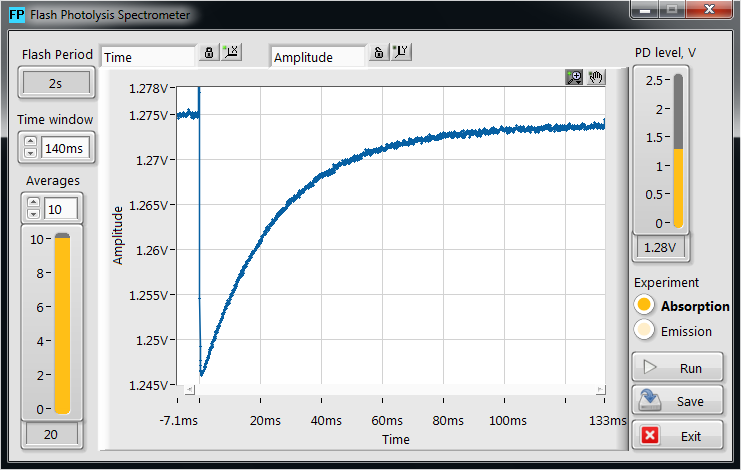 FP Flash Photolysis Spectrometer
Flash Period
2s
Time window
140ms
Averages
10
10
8
6
4
2
0
20
Time
X
Amplitude
Y
1.278V
1.275V
1.27V
1.265V
1.26V
1.255V
1.25V
1.245V
Amplitude
-7.1ms 20ms 40ms 60ms 80ms 100ms 133ms
Time
PD level, V
2.5
2
1.5
1
0.5
0
1.28V
Experiment
Absorption
Emission
Run
Save
Exit